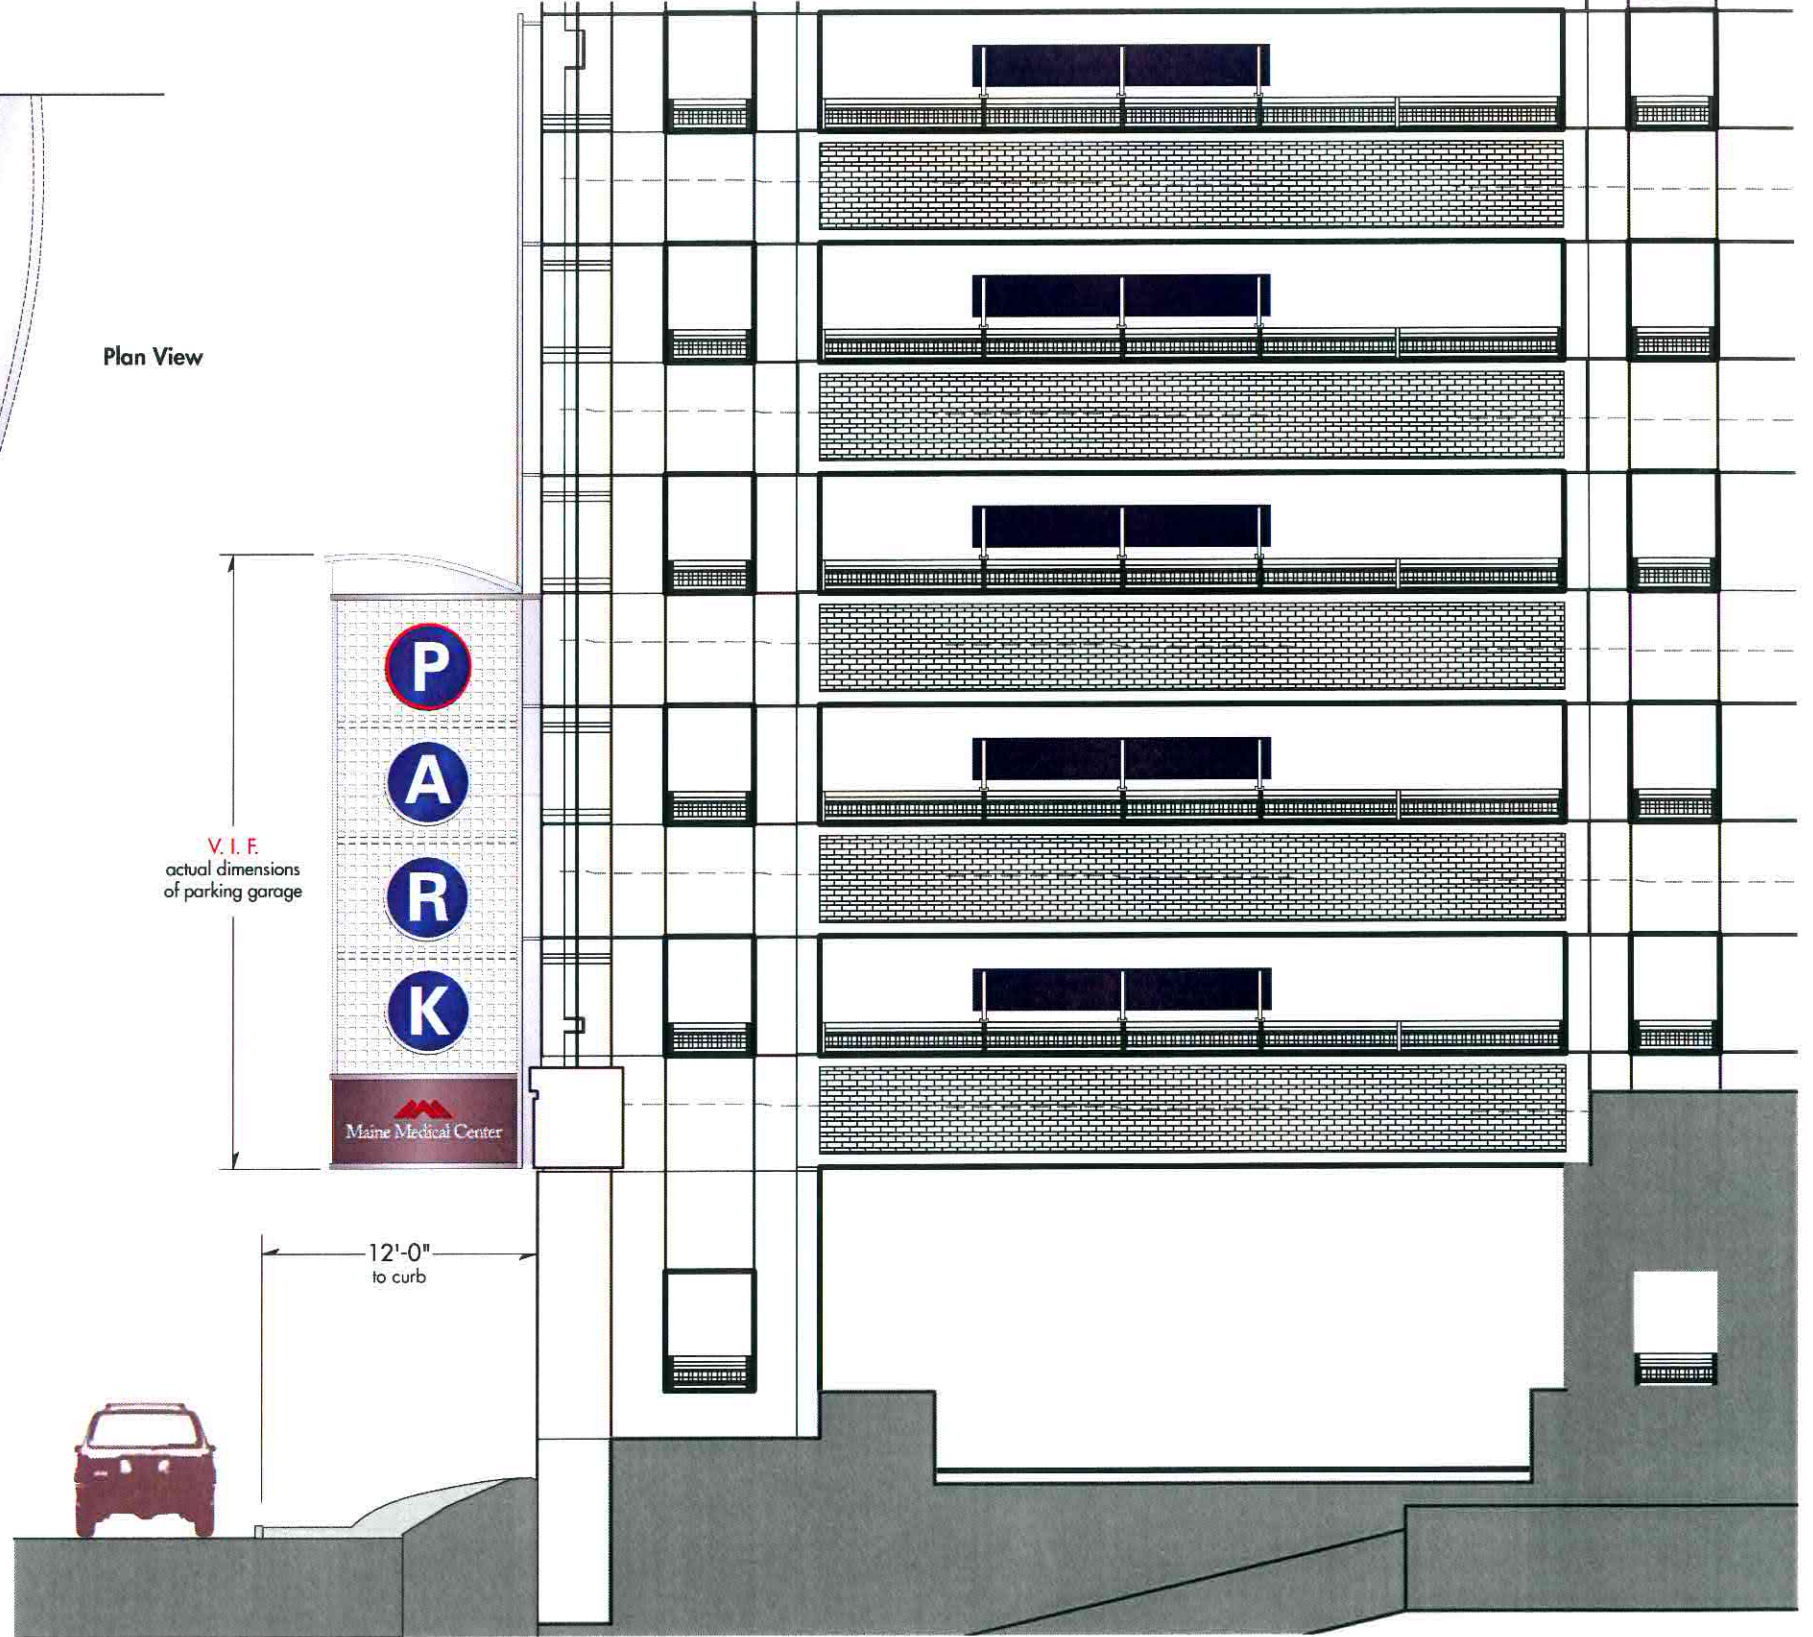 Plan View
P
A
R
K
V. I. F.
actual dimensions
of parking garage
Maine Medical Center
12'-0"
to curb